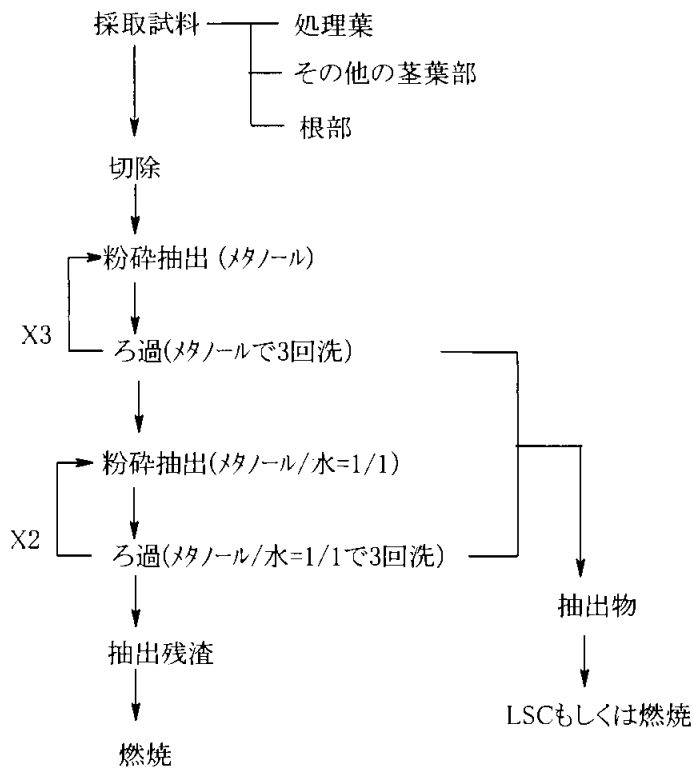 採取試料
処理葉
その他の茎葉部
根部
切除
粉砕抽出 (メタノール)
X3
ろ過(メタノールで3回洗)
粉砕抽出(メタノール/水=1/1)
X2
ろ過(メタノール/水=1/1で3回洗)
抽出物
抽出残渣
LSCもしくは燃焼
燃焼